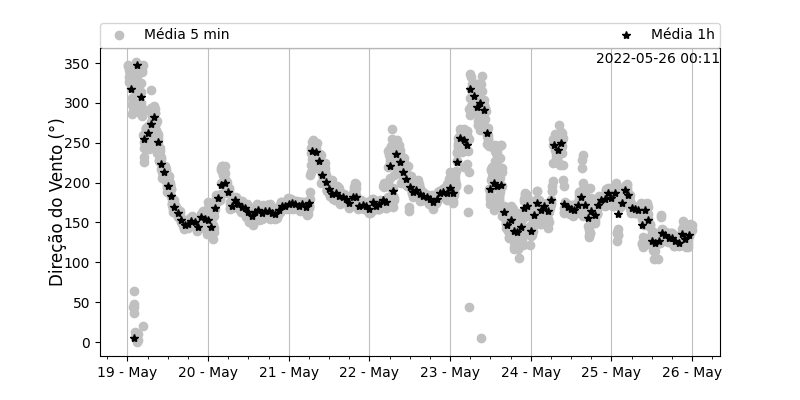 Média 5 min
Média 1h
2022-05-26 00:11
Direção do Vento (°)
350
300
250
200
150
100
50
0
19 - May
20 - May
21 - May
22 - May
23 - May
24 - May
25 - May
26 - May